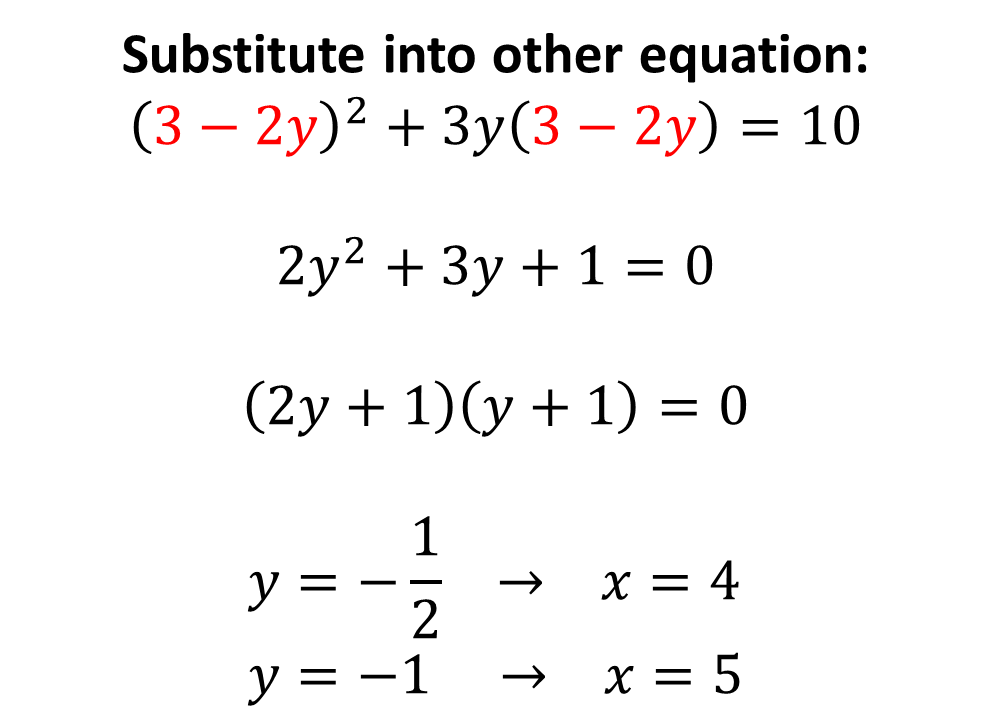 Substitute into other equation:
(3 − 2y)² + 3y(3 − 2y) = 10
2y² + 3y + 1 = 0
(2y + 1)(y + 1) = 0
y = −1/2 → x = 4
y = −1 → x = 5